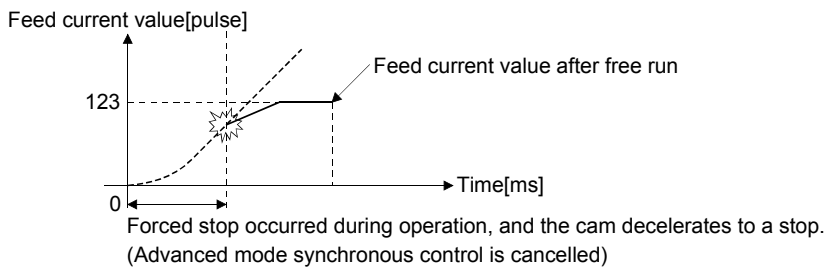 Feed current value[pulse]
Feed current value after free run
123
Time[ms]
0
Forced stop occurred during operation, and the cam decelerates to a stop.
(Advanced mode synchronous control is cancelled)